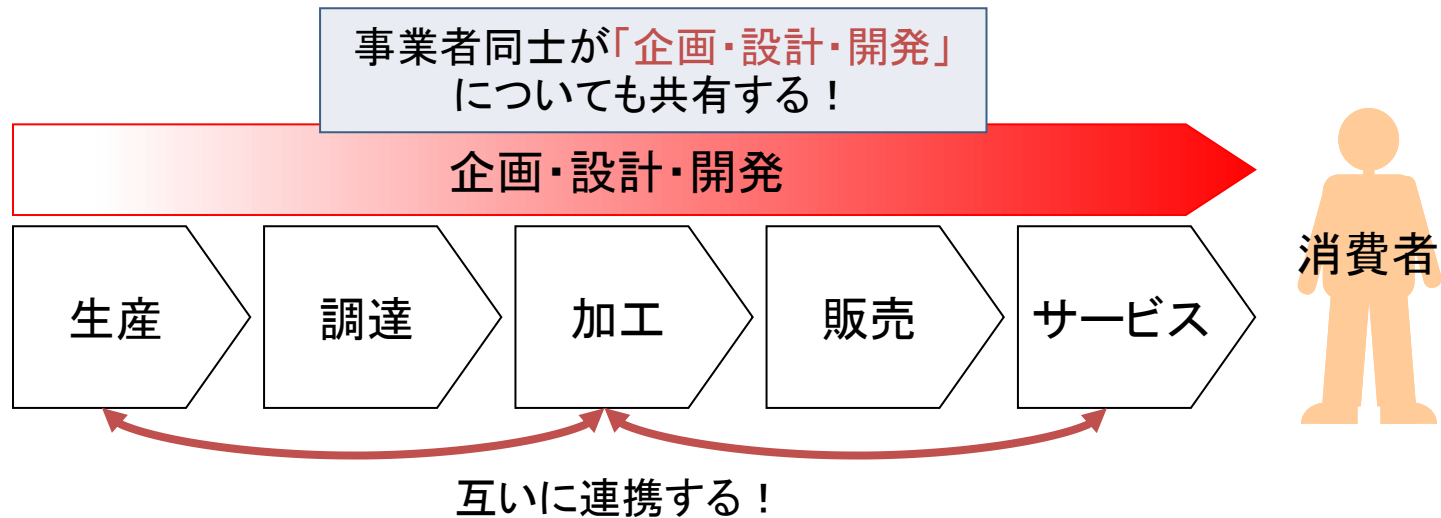 事業者同士が「企画・設計・開発」
についても共有する！
企画・設計・開発
生産
調達
加工
販売
サービス
消費者
互いに連携する！